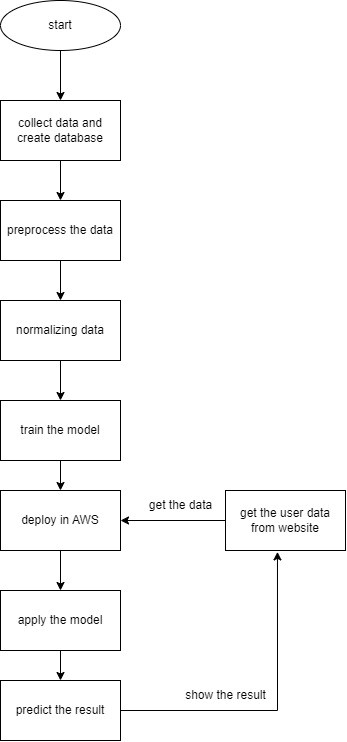 start
collect data and
create database
preprocess the data
normalizing data
train the model
get the data
deploy in AWS
get the user data
from website
apply the model
show the result
predict the result